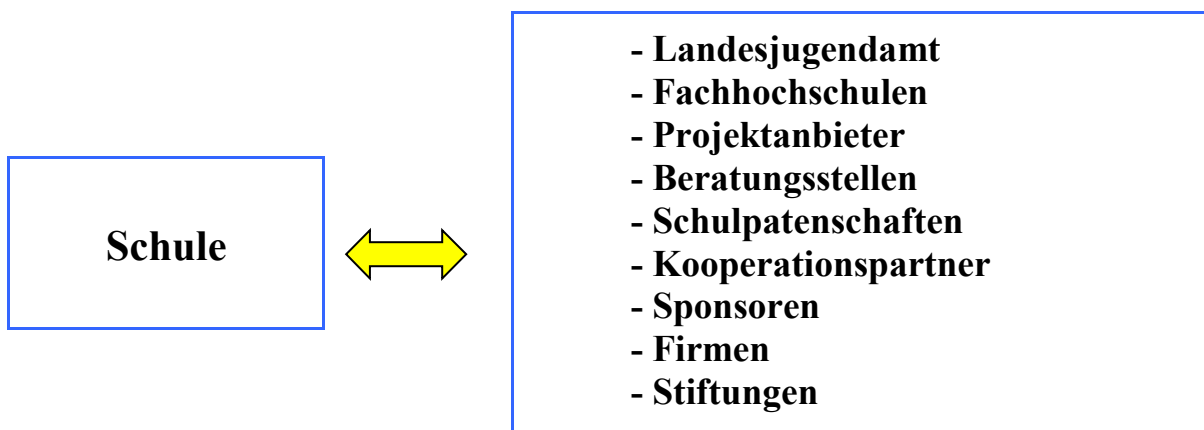 Schule
- Landesjugendamt
- Fachhochschulen
- Projektanbieter
- Beratungsstellen
- Schulpatenschaften
- Kooperationspartner
- Sponsoren
- Firmen
- Stiftungen